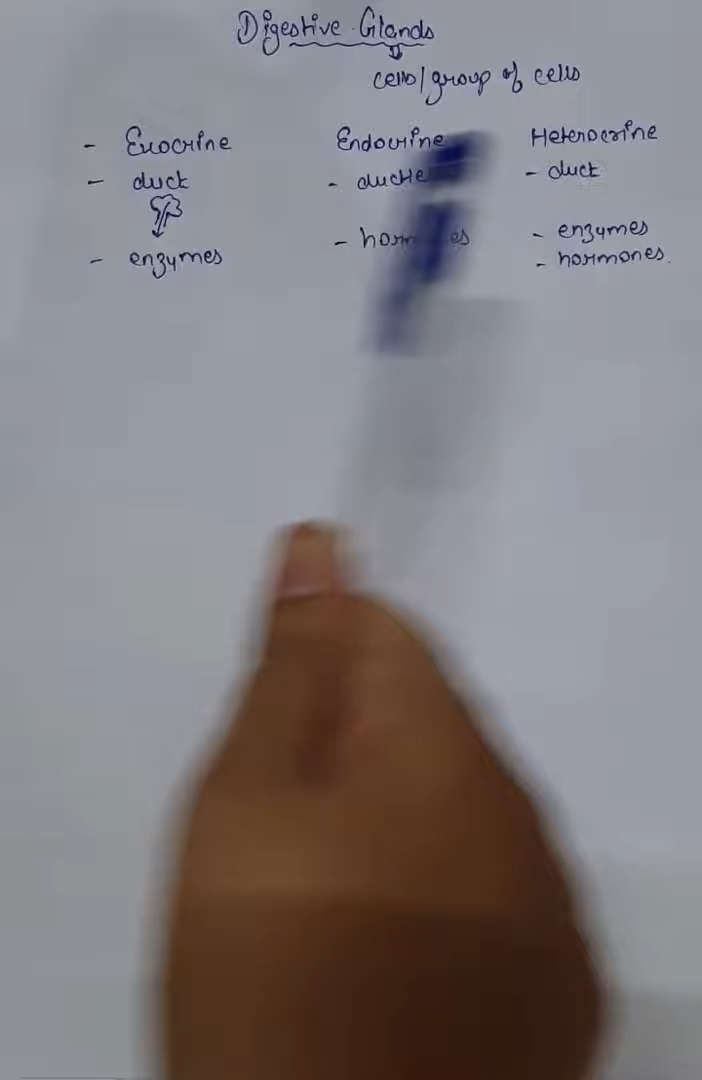 Digestive Glands
cells/group of cells
- Exocrine Endocrine Heterocrine
- duct - - duct
- enzymes - - enzymes
- hormones.